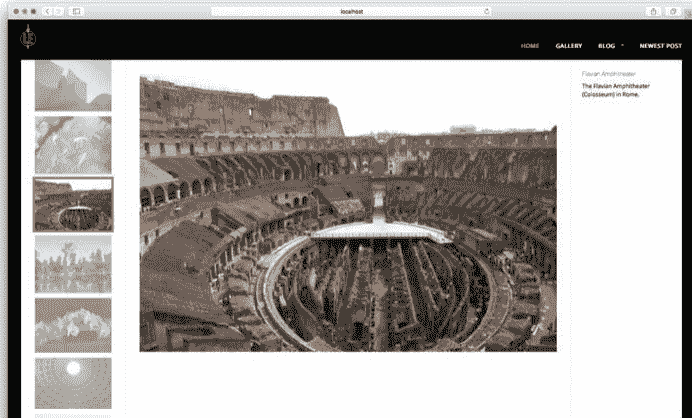 localhost
HOME GALLERY BLOG NEWEST POST
Flavian Amphitheater
The Flavian Amphitheater
(Colosseum) in Rome.